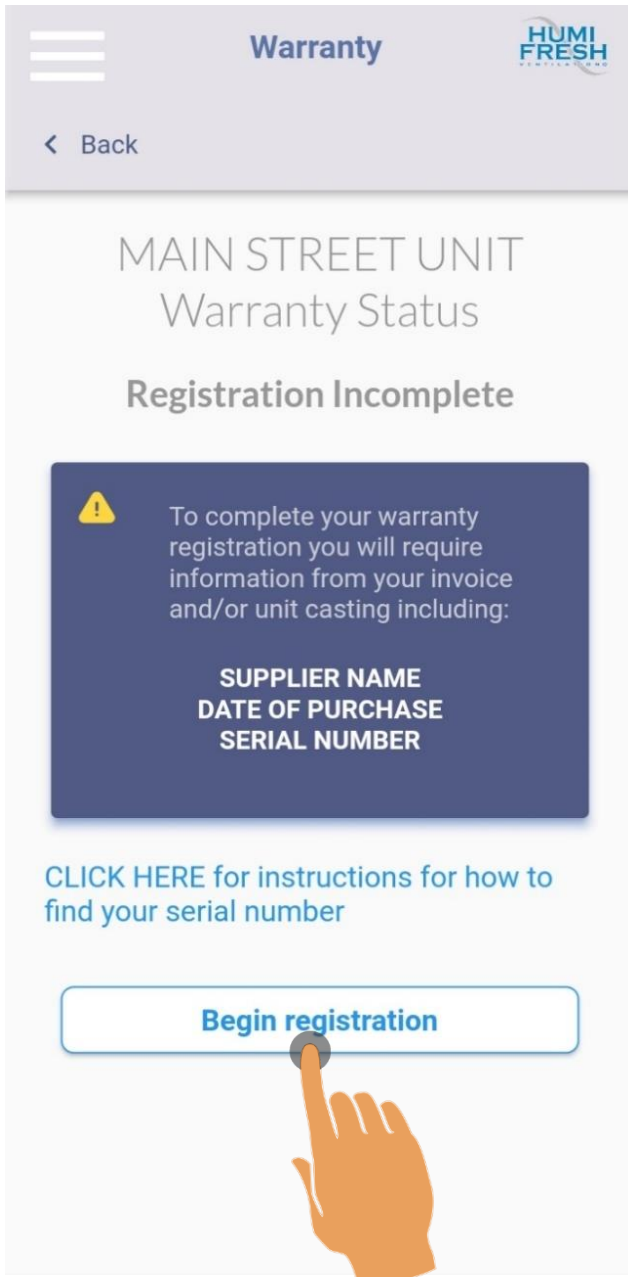 Warranty
HUMI
FRESH
VENTILATIONS
Back
MAIN STREET UNIT
Warranty Status
Registration Incomplete
To complete your warranty
registration you will require
information from your invoice
and/or unit casting including:
SUPPLIER NAME
DATE OF PURCHASE
SERIAL NUMBER
CLICK HERE for instructions for how to
find your serial number
Begin registration